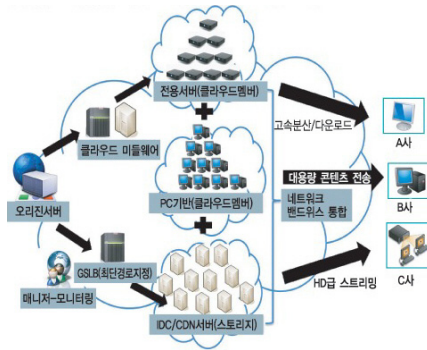 전용서버(클라우드멤버)
고속분산/다운로드
A사
클라우드 미들웨어
PC기반(클라우드멤버)
대용량 콘텐츠 전송
네트워크
밴드위스 통합
B사
오리진서버
GSLB(최단경로지정)
매니저-모니터링
HD급 스트리밍
C사
IDC/CDN서버(스토리지)